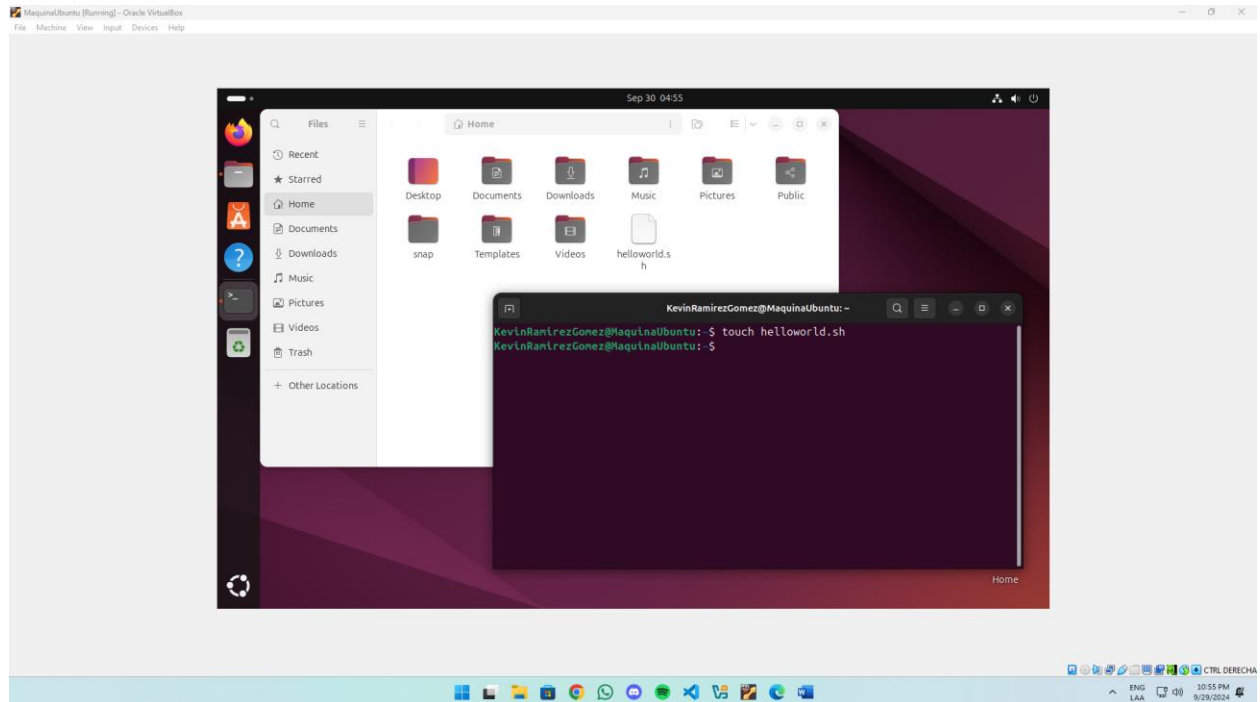 MaquinaUbuntu [Running] - Oracle VirtualBox
File Machine View Input Devices Help
Sep 30 04:55
Files
Home
Recent
Starred
Home
Documents
Downloads
Music
Pictures
Videos
Trash
+ Other Locations
Desktop Documents Downloads Music Pictures Public
snap Templates Videos helloworld.s
h
KevinRamirezGomez@MaquinaUbuntu: ~
KevinRamirezGomez@MaquinaUbuntu:~$ touch helloworld.sh
KevinRamirezGomez@MaquinaUbuntu:~$
Home
CTRL DERECHA
ENG
LAA
10:55 PM
9/29/2024